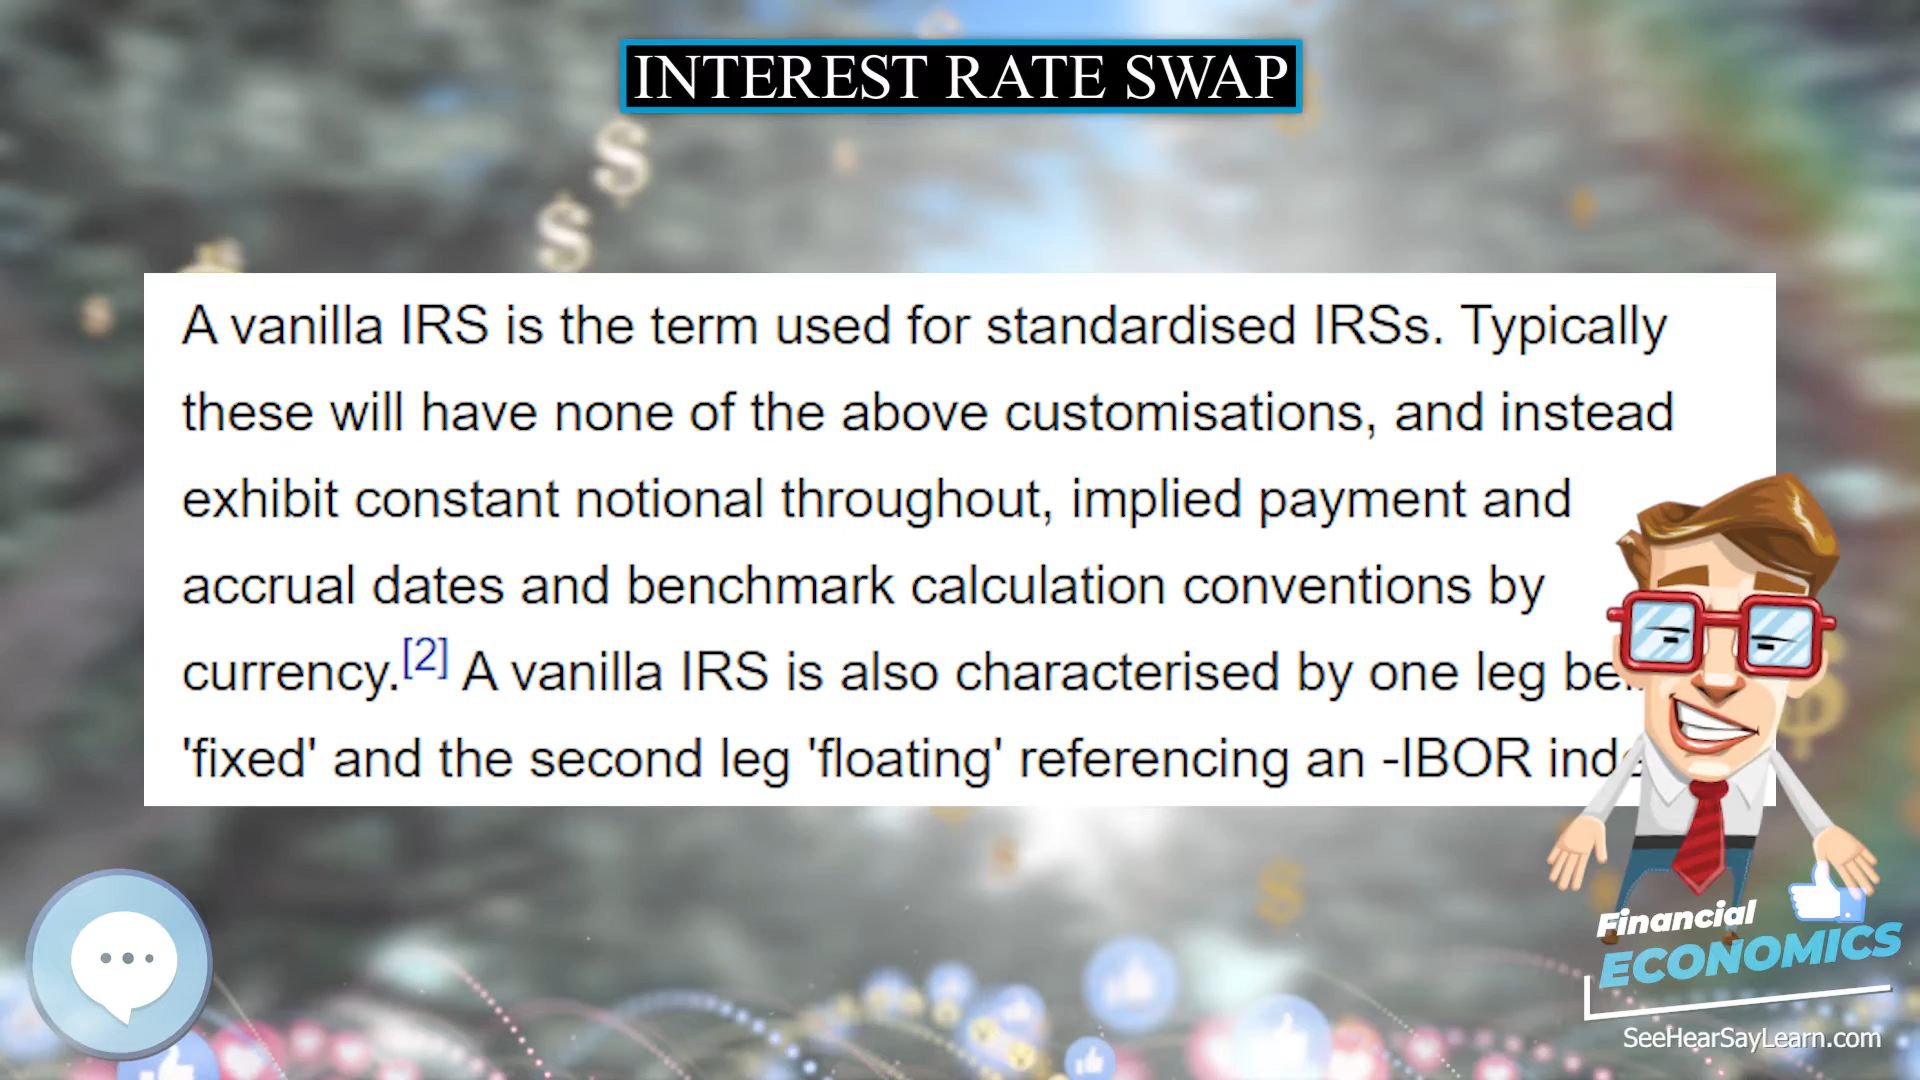 INTEREST RATE SWAP
A vanilla IRS is the term used for standardised IRSs. Typically
these will have none of the above customisations, and instead
exhibit constant notional throughout, implied payment and
accrual dates and benchmark calculation conventions by
currency.[2] A vanilla IRS is also characterised by one leg
'fixed' and the second leg 'floating' referencing an -IBOR
Financial
ECONOMICS
SeeHearSayLearn.com